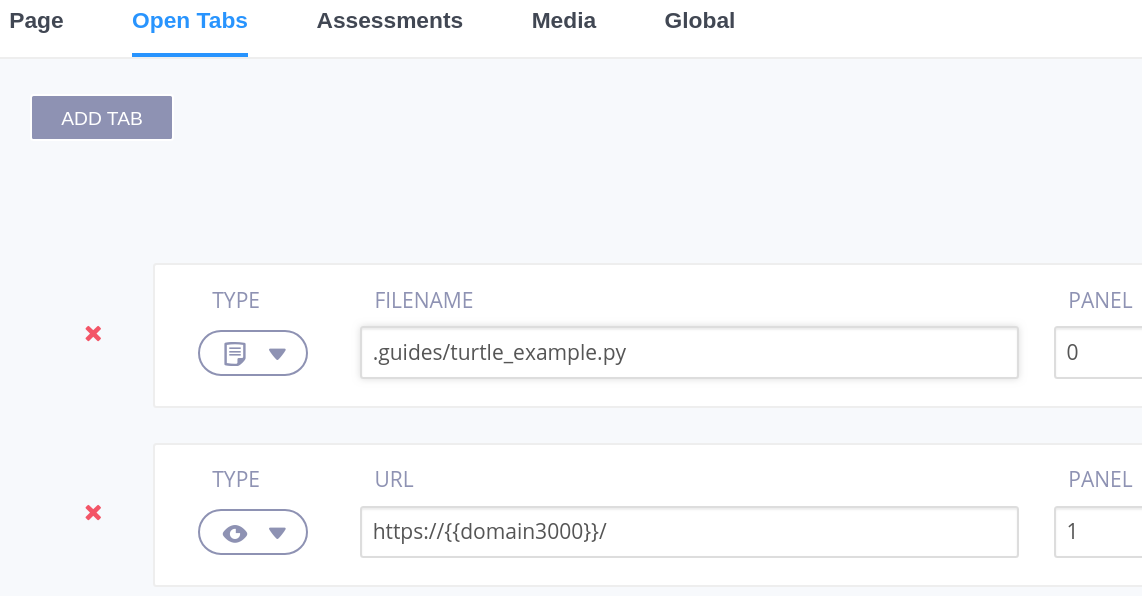 Page Open Tabs Assessments Media Global
ADD TAB
TYPE FILENAME PANEL
.guides/turtle_example.py 0
TYPE URL PANEL
https://{{domain3000}}/ 1